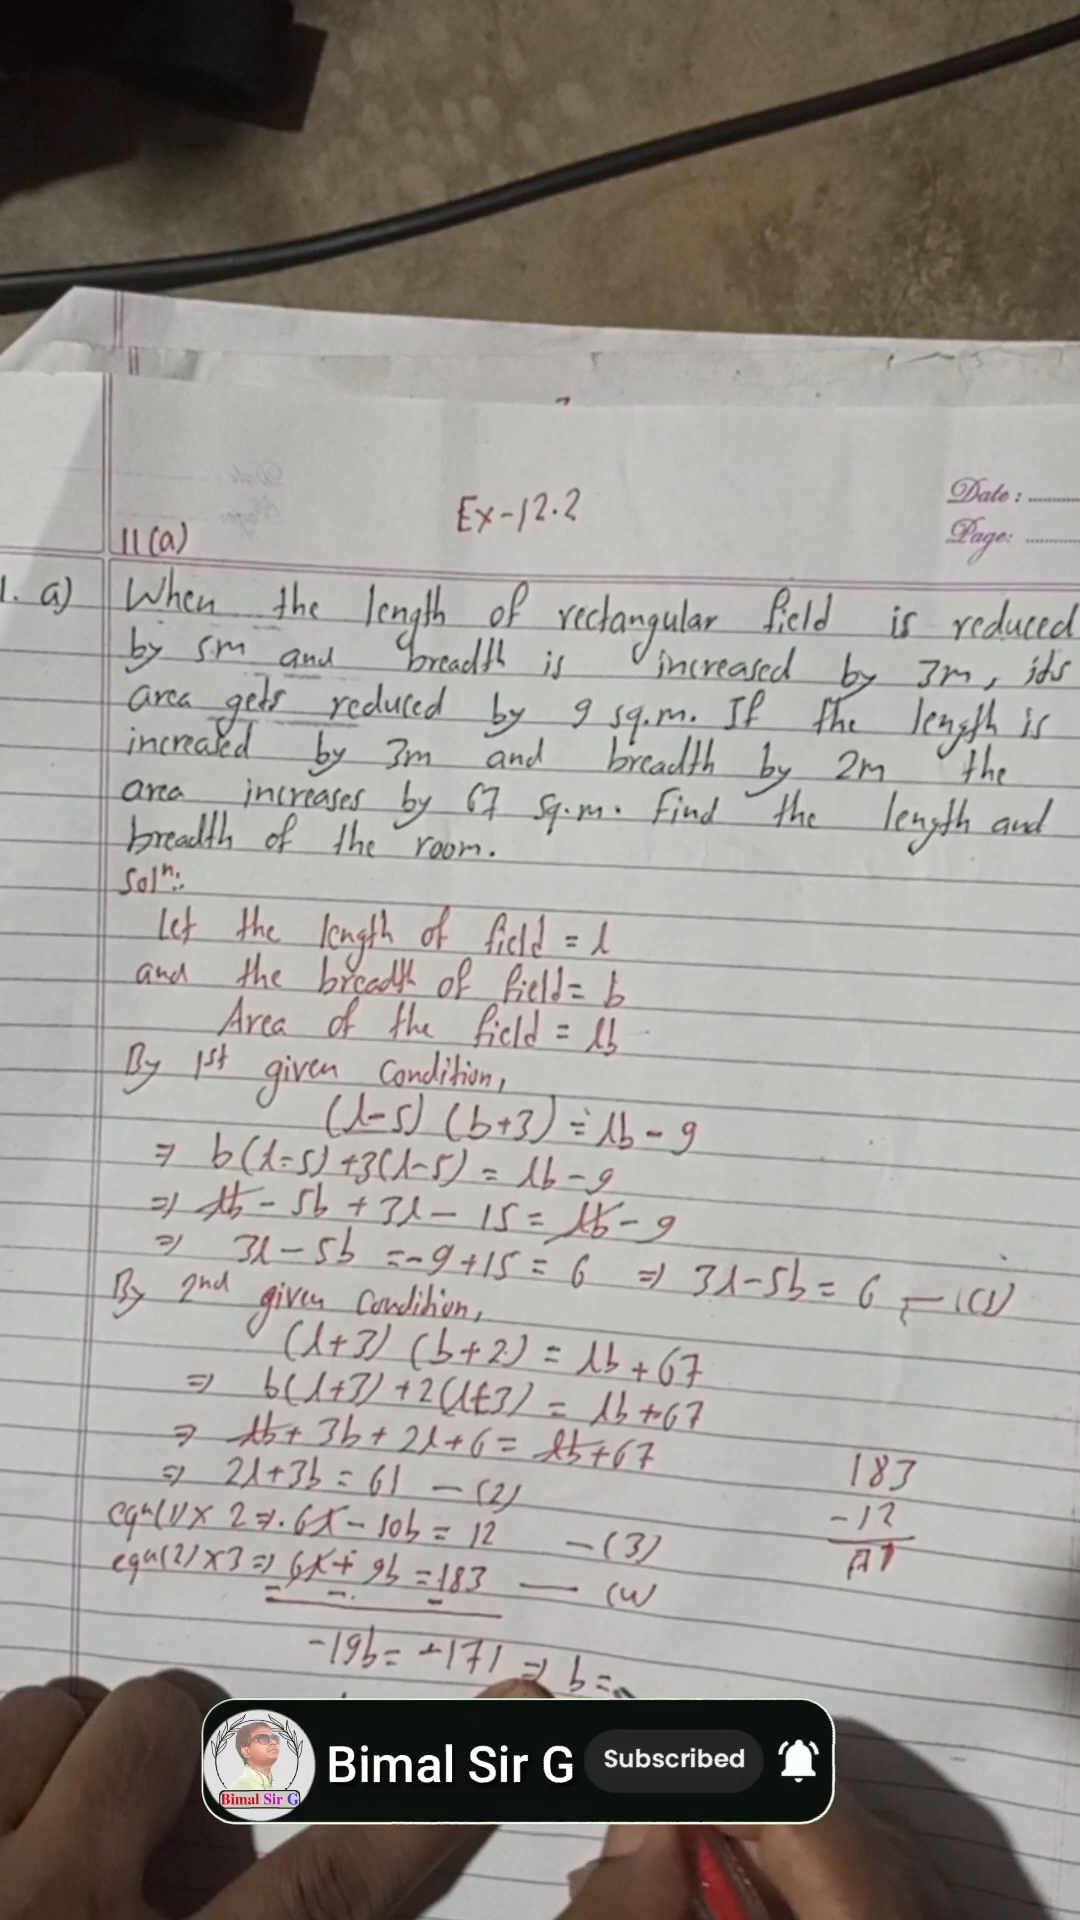 Date : ..........
Page: ..........
Ex-12.2
11(a)
1. a) When the length of rectangular field is reduced
by 5m and breadth is increased by 3m, its
area gets reduced by 9 sq.m. If the length is
increased by 3m and breadth by 2m the
area increases by 67 sq.m. Find the length and
breadth of the room.
Solⁿ:
Let the length of field = l
and the breadth of field = b
Area of the field = lb
By 1st given condition,
(l-5) (b+3) = lb - 9
⇒ b(l-5) +3(l-5) = lb - 9
⇒ lb - 5b + 3l - 15 = lb - 9
⇒ 3l - 5b = -9 +15 = 6 ⇒ 3l - 5b = 6 — (1)
By 2nd given condition,
(l+3) (b+2) = lb + 67
⇒ b(l+3) +2(l+3) = lb +67
⇒ lb + 3b + 2l + 6 = lb + 67
⇒ 2l+3b = 61 — (2)
183
-12
eqn(1) × 2 ⇒ 6l - 10b = 12 — (3)
171
eqn(2) ×3 ⇒ 6l + 9b = 183 — (4)
- - -
-19b = -171 ⇒ b =
Bimal Sir G
Bimal Sir G Subscribed